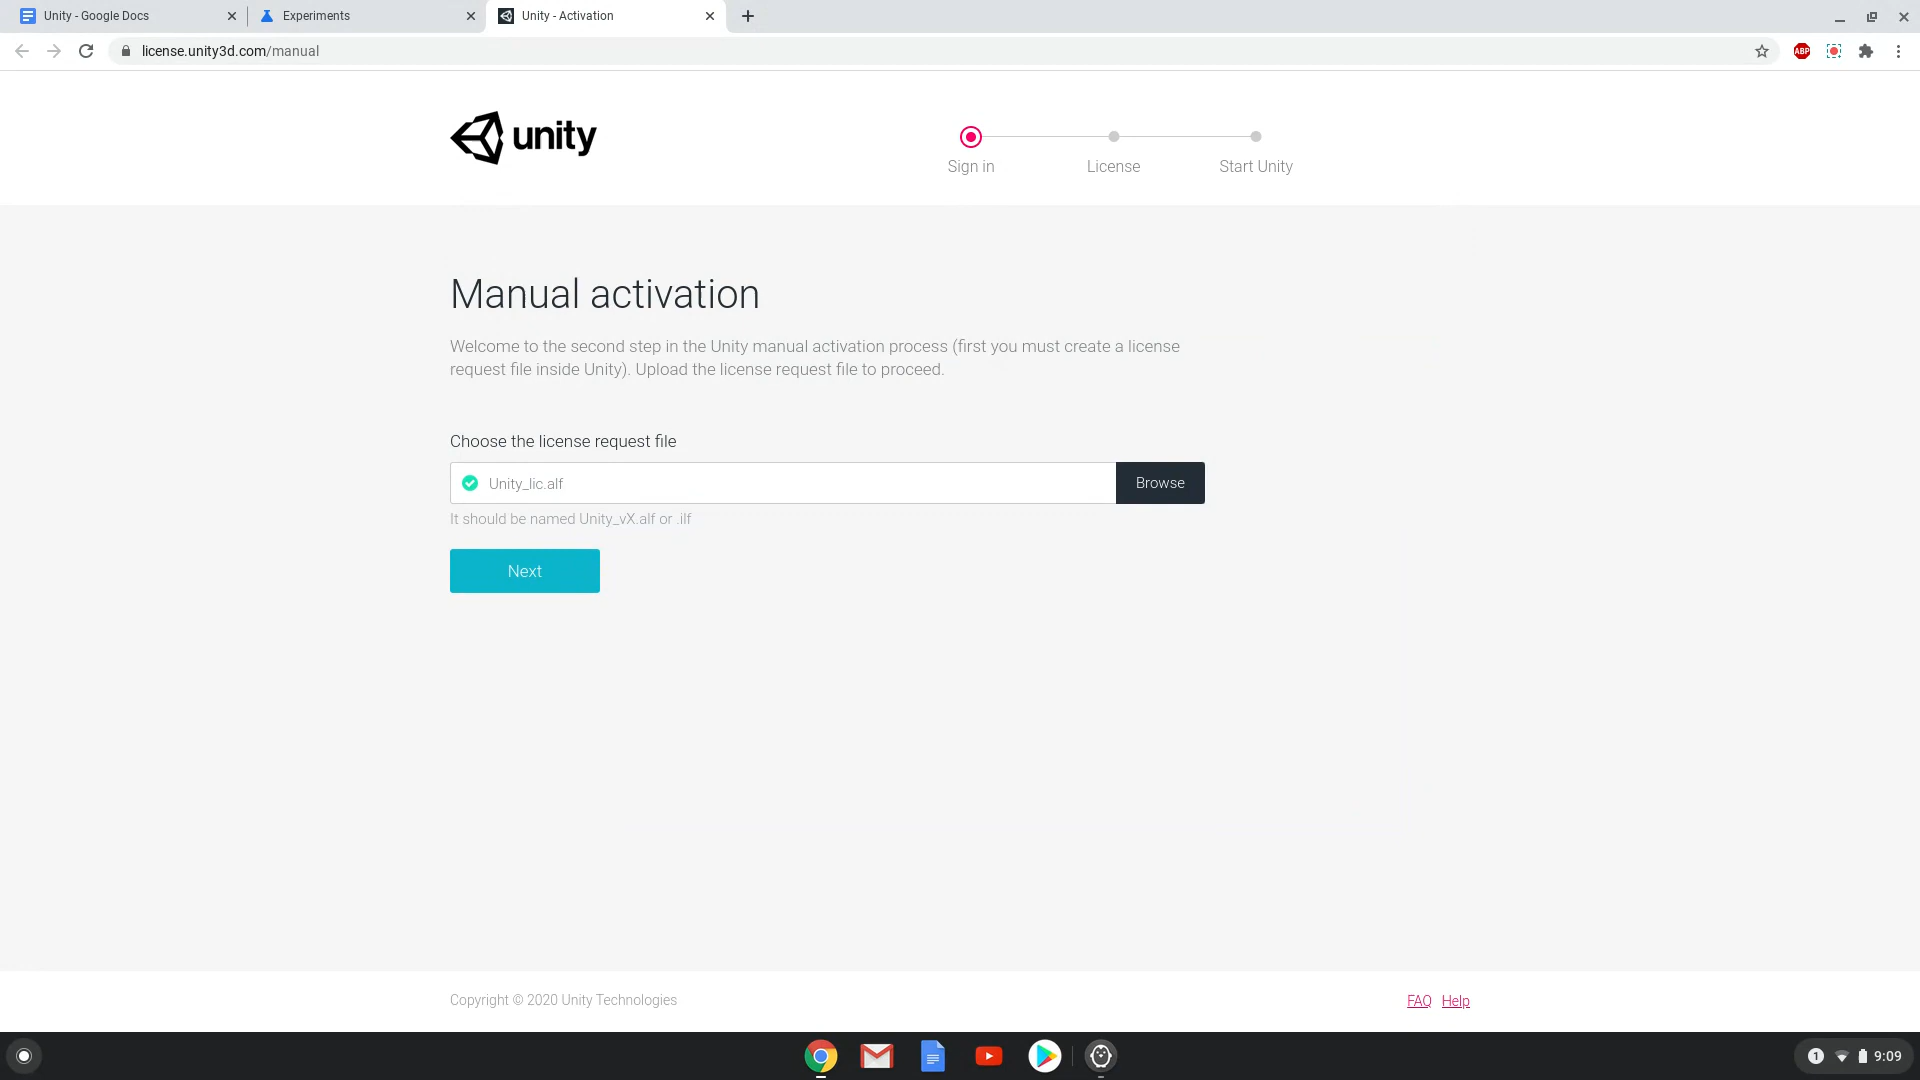 Unity - Google Docs
Experiments
Unity - Activation
license.unity3d.com/manual
ABP
unity
Sign in
License
Start Unity
Manual activation
Welcome to the second step in the Unity manual activation process (first you must create a license
request file inside Unity). Upload the license request file to proceed.
Choose the license request file
Unity_lic.alf
Browse
It should be named Unity_vX.alf or .ilf
Next
Copyright © 2020 Unity Technologies
FAQ Help
1
9:09